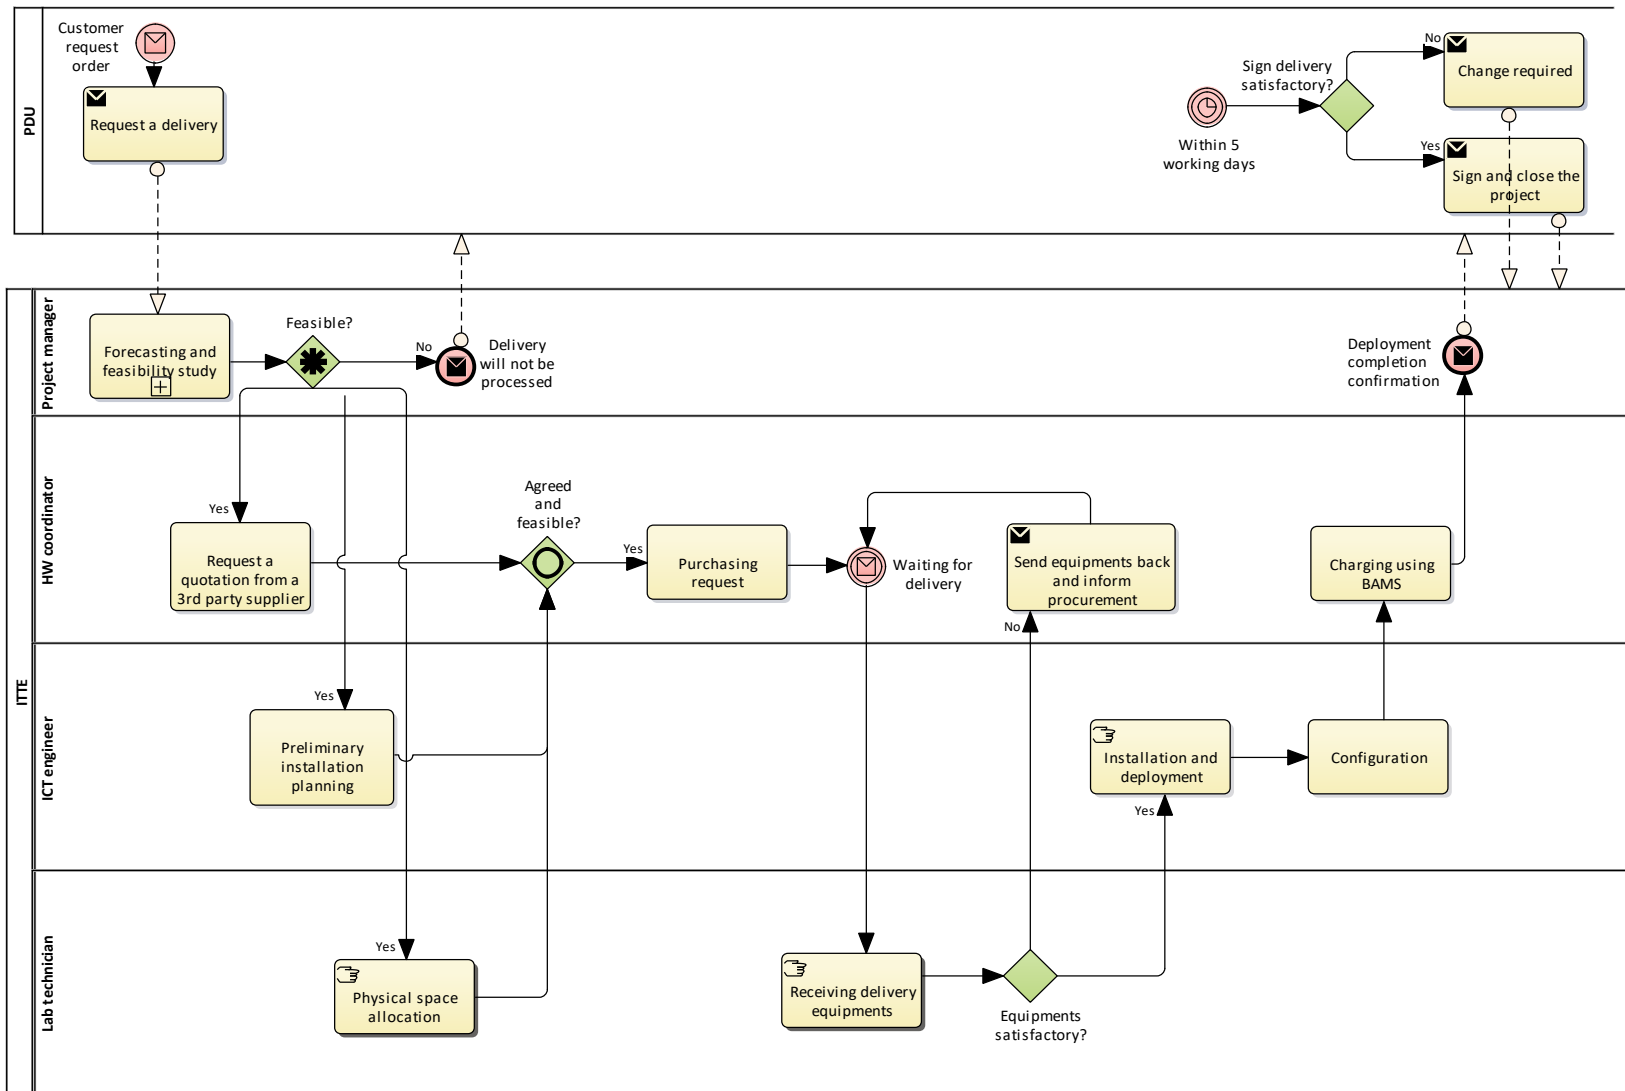 PDU
Customer
request
order
Request a delivery
Sign delivery
satisfactory?
Within 5
working days
No
Change required
Yes
Sign and close the
project
ITTE
Project manager
Forecasting and
feasibility study
Feasible?
No
Delivery
will not be
processed
Deployment
completion
confirmation
HW coordinator
Yes
Request a
quotation from a
3rd party supplier
Agreed
and
feasible?
Yes
Purchasing
request
Waiting for
delivery
Send equipments back
and inform
procurement
No
Charging using
BAMS
ICT engineer
Yes
Preliminary
installation
planning
Installation and
deployment
Yes
Configuration
Lab technician
Yes
Physical space
allocation
Receiving delivery
equipments
Equipments
satisfactory?